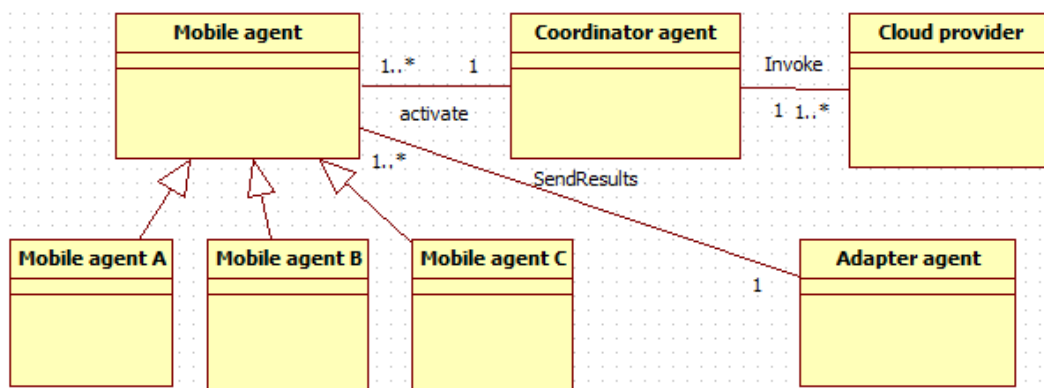 Mobile agent
Coordinator agent
Cloud provider
1..*
1
Invoke
activate
1
1..*
1..*
SendResults
Mobile agent A
Mobile agent B
Mobile agent C
Adapter agent
1